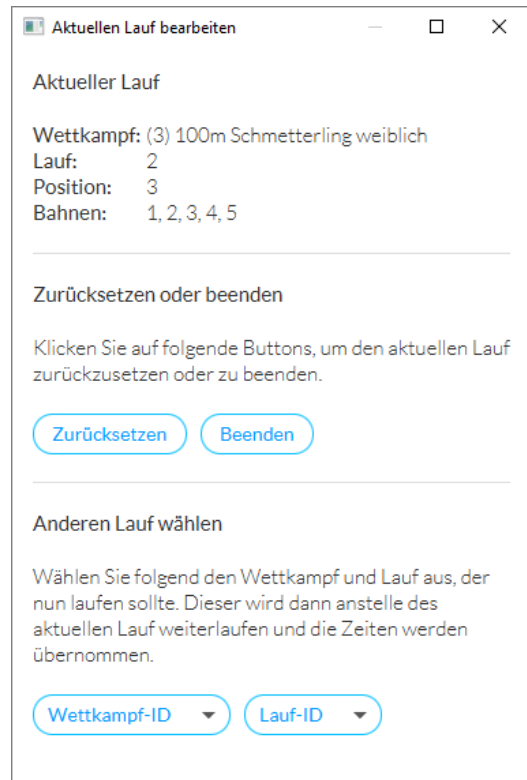 Aktuellen Lauf bearbeiten
Aktueller Lauf
Wettkampf: (3) 100m Schmetterling weiblich
Lauf: 2
Position: 3
Bahnen: 1, 2, 3, 4, 5
Zurücksetzen oder beenden
Klicken Sie auf folgende Buttons, um den aktuellen Lauf
zurückzusetzen oder zu beenden.
Zurücksetzen Beenden
Anderen Lauf wählen
Wählen Sie folgend den Wettkampf und Lauf aus, der
nun laufen sollte. Dieser wird dann anstelle des
aktuellen Lauf weiterlaufen und die Zeiten werden
übernommen.
Wettkampf-ID Lauf-ID